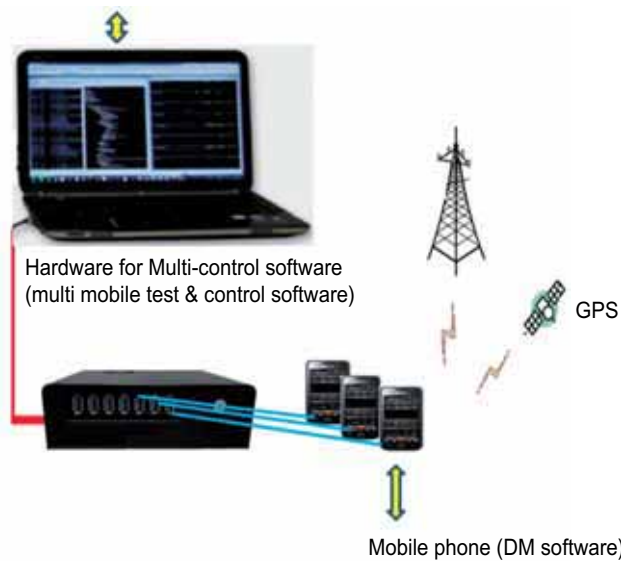 Hardware for Multi-control software
(multi mobile test & control software)
GPS
Mobile phone (DM software)